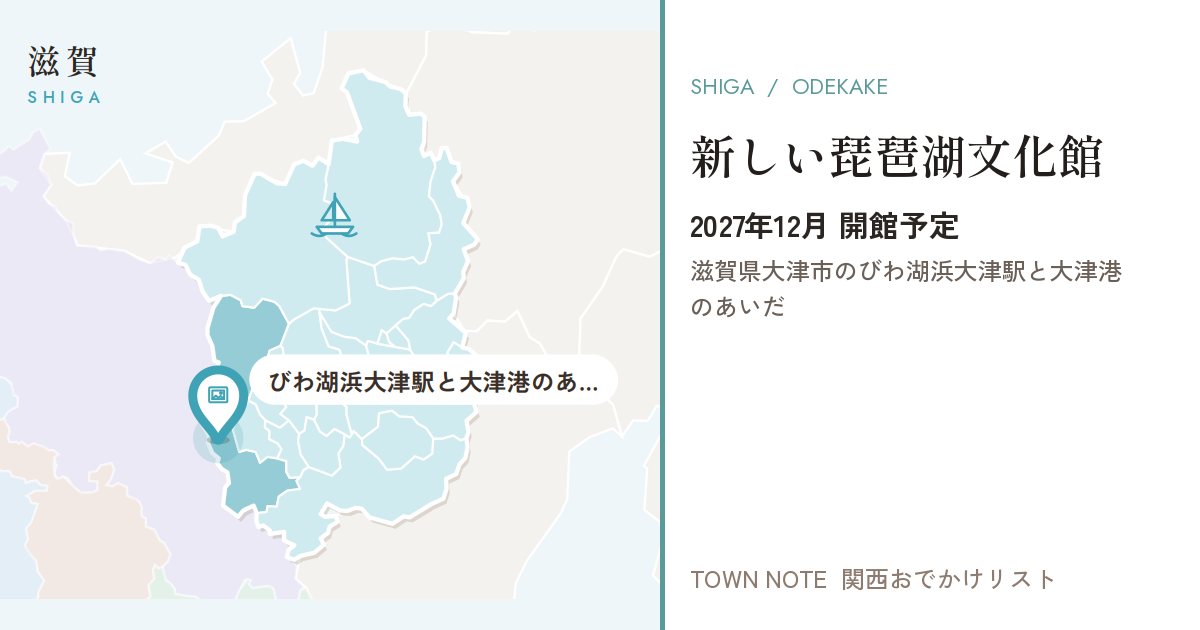 滋賀
SHIGA
びわ湖浜大津駅と大津港のあ…
SHIGA / ODEKAKE
新しい琵琶湖文化館
2027年12月 開館予定
滋賀県大津市のびわ湖浜大津駅と大津港
のあいだ
TOWN NOTE 関西おでかけリスト